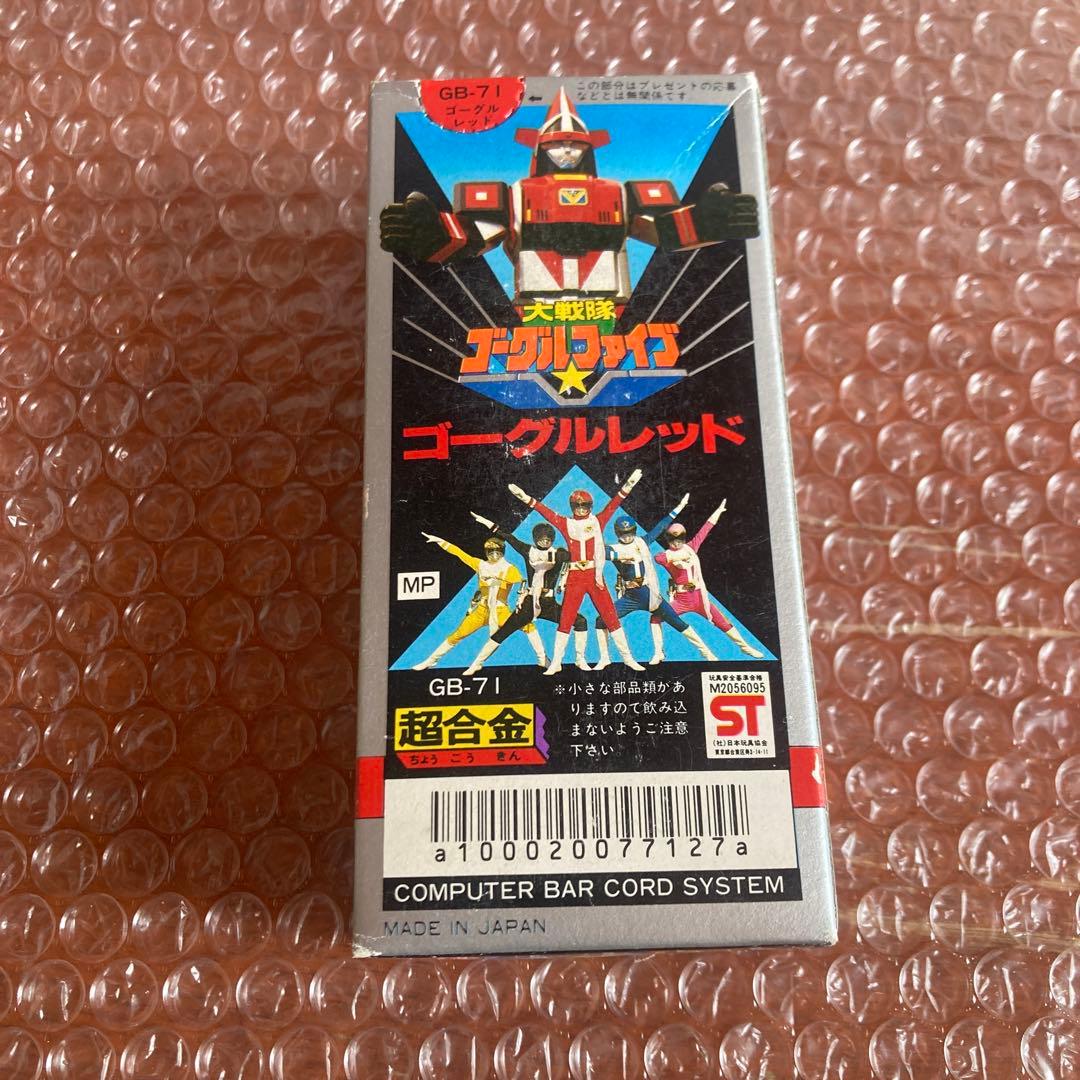 GB-71
ゴーグル
レッド
この部分はプレゼントの応募
などとは無関係です
大戦隊
ゴーグルファイブ
ゴーグルレッド
MP
GB-71
※小さな部品類があ
りますので飲み込
まないようご注意
下さい
玩具安全基準合格
M2056095
ST
(社)日本玩具協会
超合金
ちょう ごう きん
a100020077127a
COMPUTER BAR CORD SYSTEM
MADE IN JAPAN